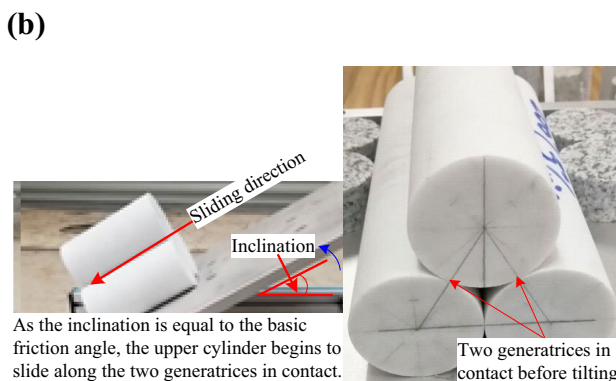 (b)
Sliding direction
Inclination
As the inclination is equal to the basic
friction angle, the upper cylinder begins to
slide along the two generatrices in contact.
Two generatrices in
contact before tilting